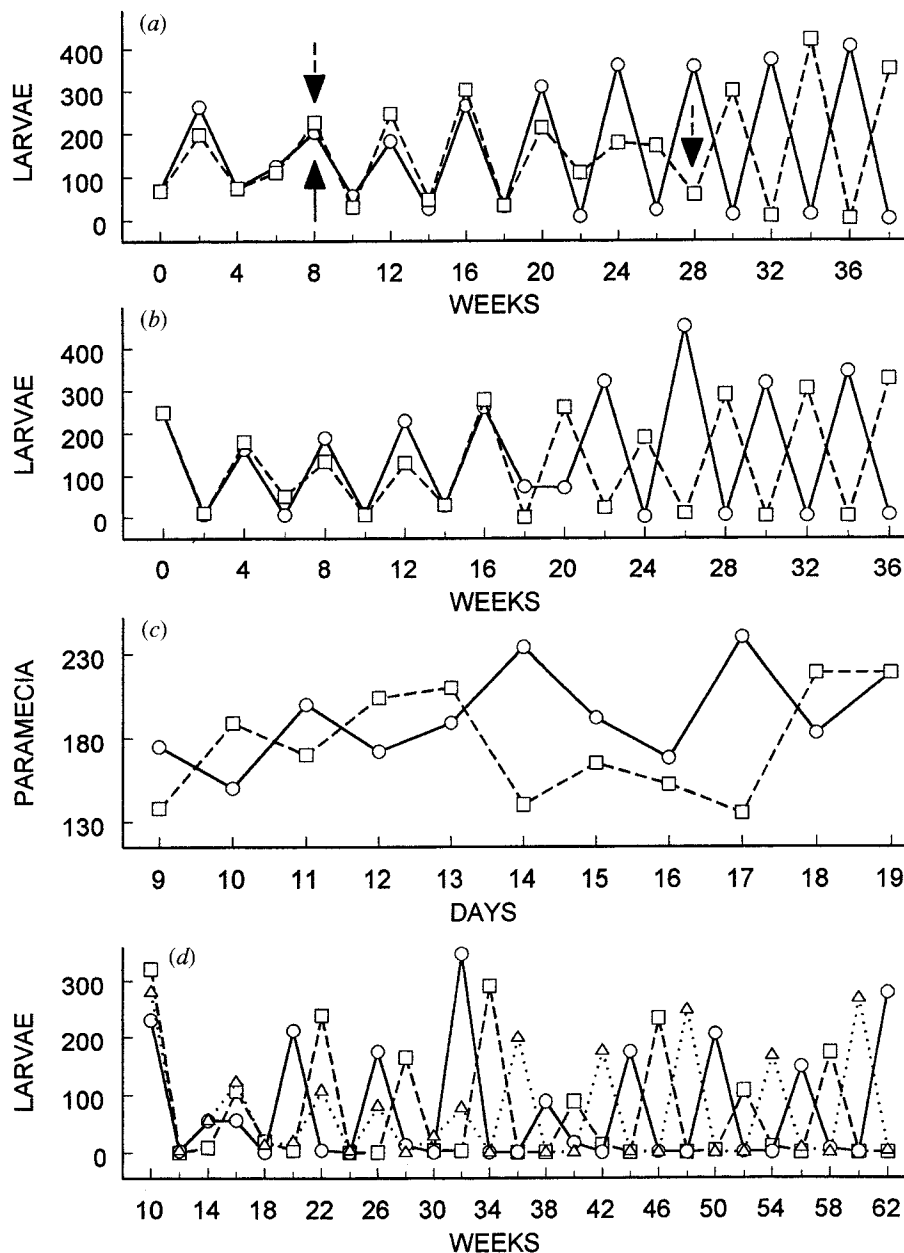 (a)
400
300
200
100
0
LARVAE
0 4 8 12 16 20 24 28 32 36
WEEKS
(b)
400
300
200
100
0
LARVAE
0 4 8 12 16 20 24 28 32 36
WEEKS
(c)
230
180
130
PARAMECIA
9 10 11 12 13 14 15 16 17 18 19
DAYS
(d)
300
200
100
0
LARVAE
10 14 18 22 26 30 34 38 42 46 50 54 58 62
WEEKS